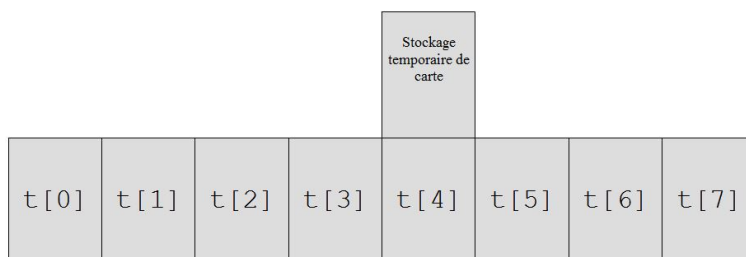 Stockage
temporaire de
carte
t[0] t[1] t[2] t[3] t[4] t[5] t[6] t[7]